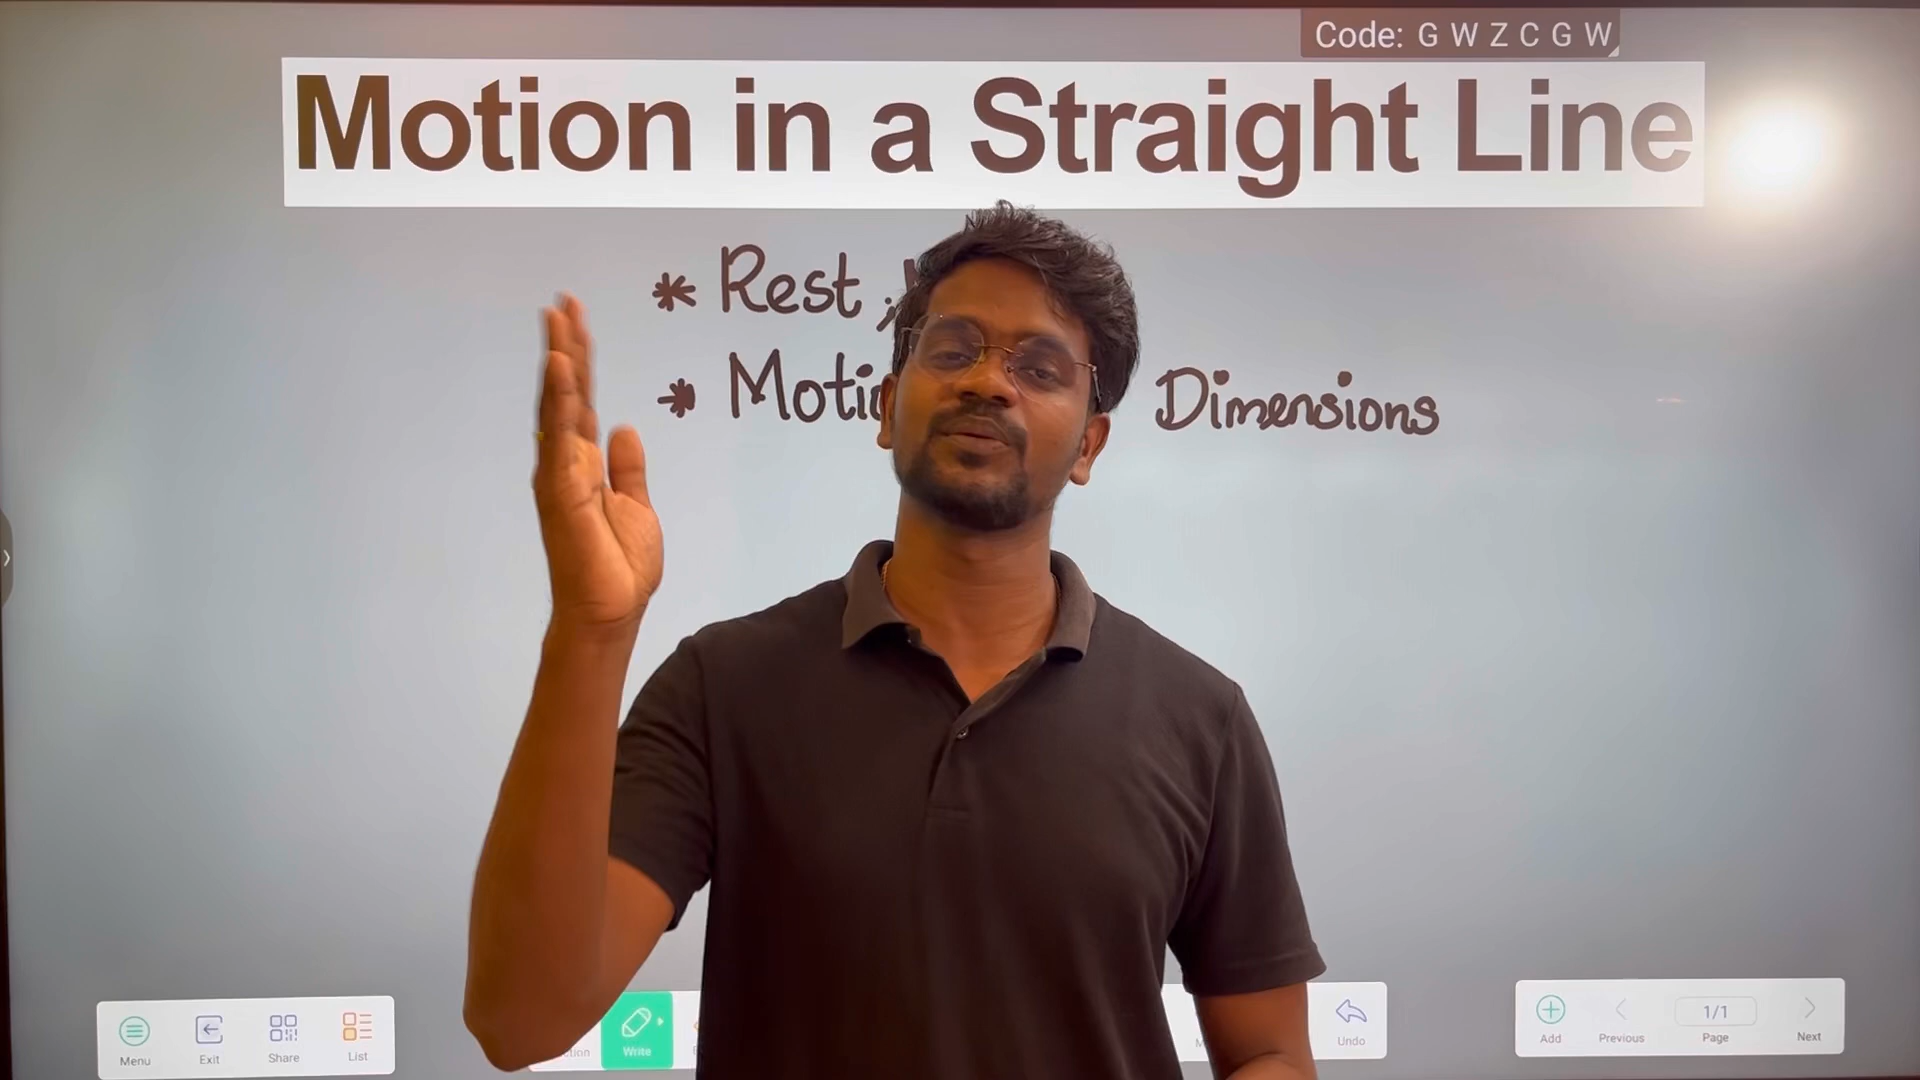 Code: G W Z C G W
Motion in a Straight Line
* Rest ;
* Dimensions
Menu Exit Share List Write Undo Add Previous 1/1 Page Next